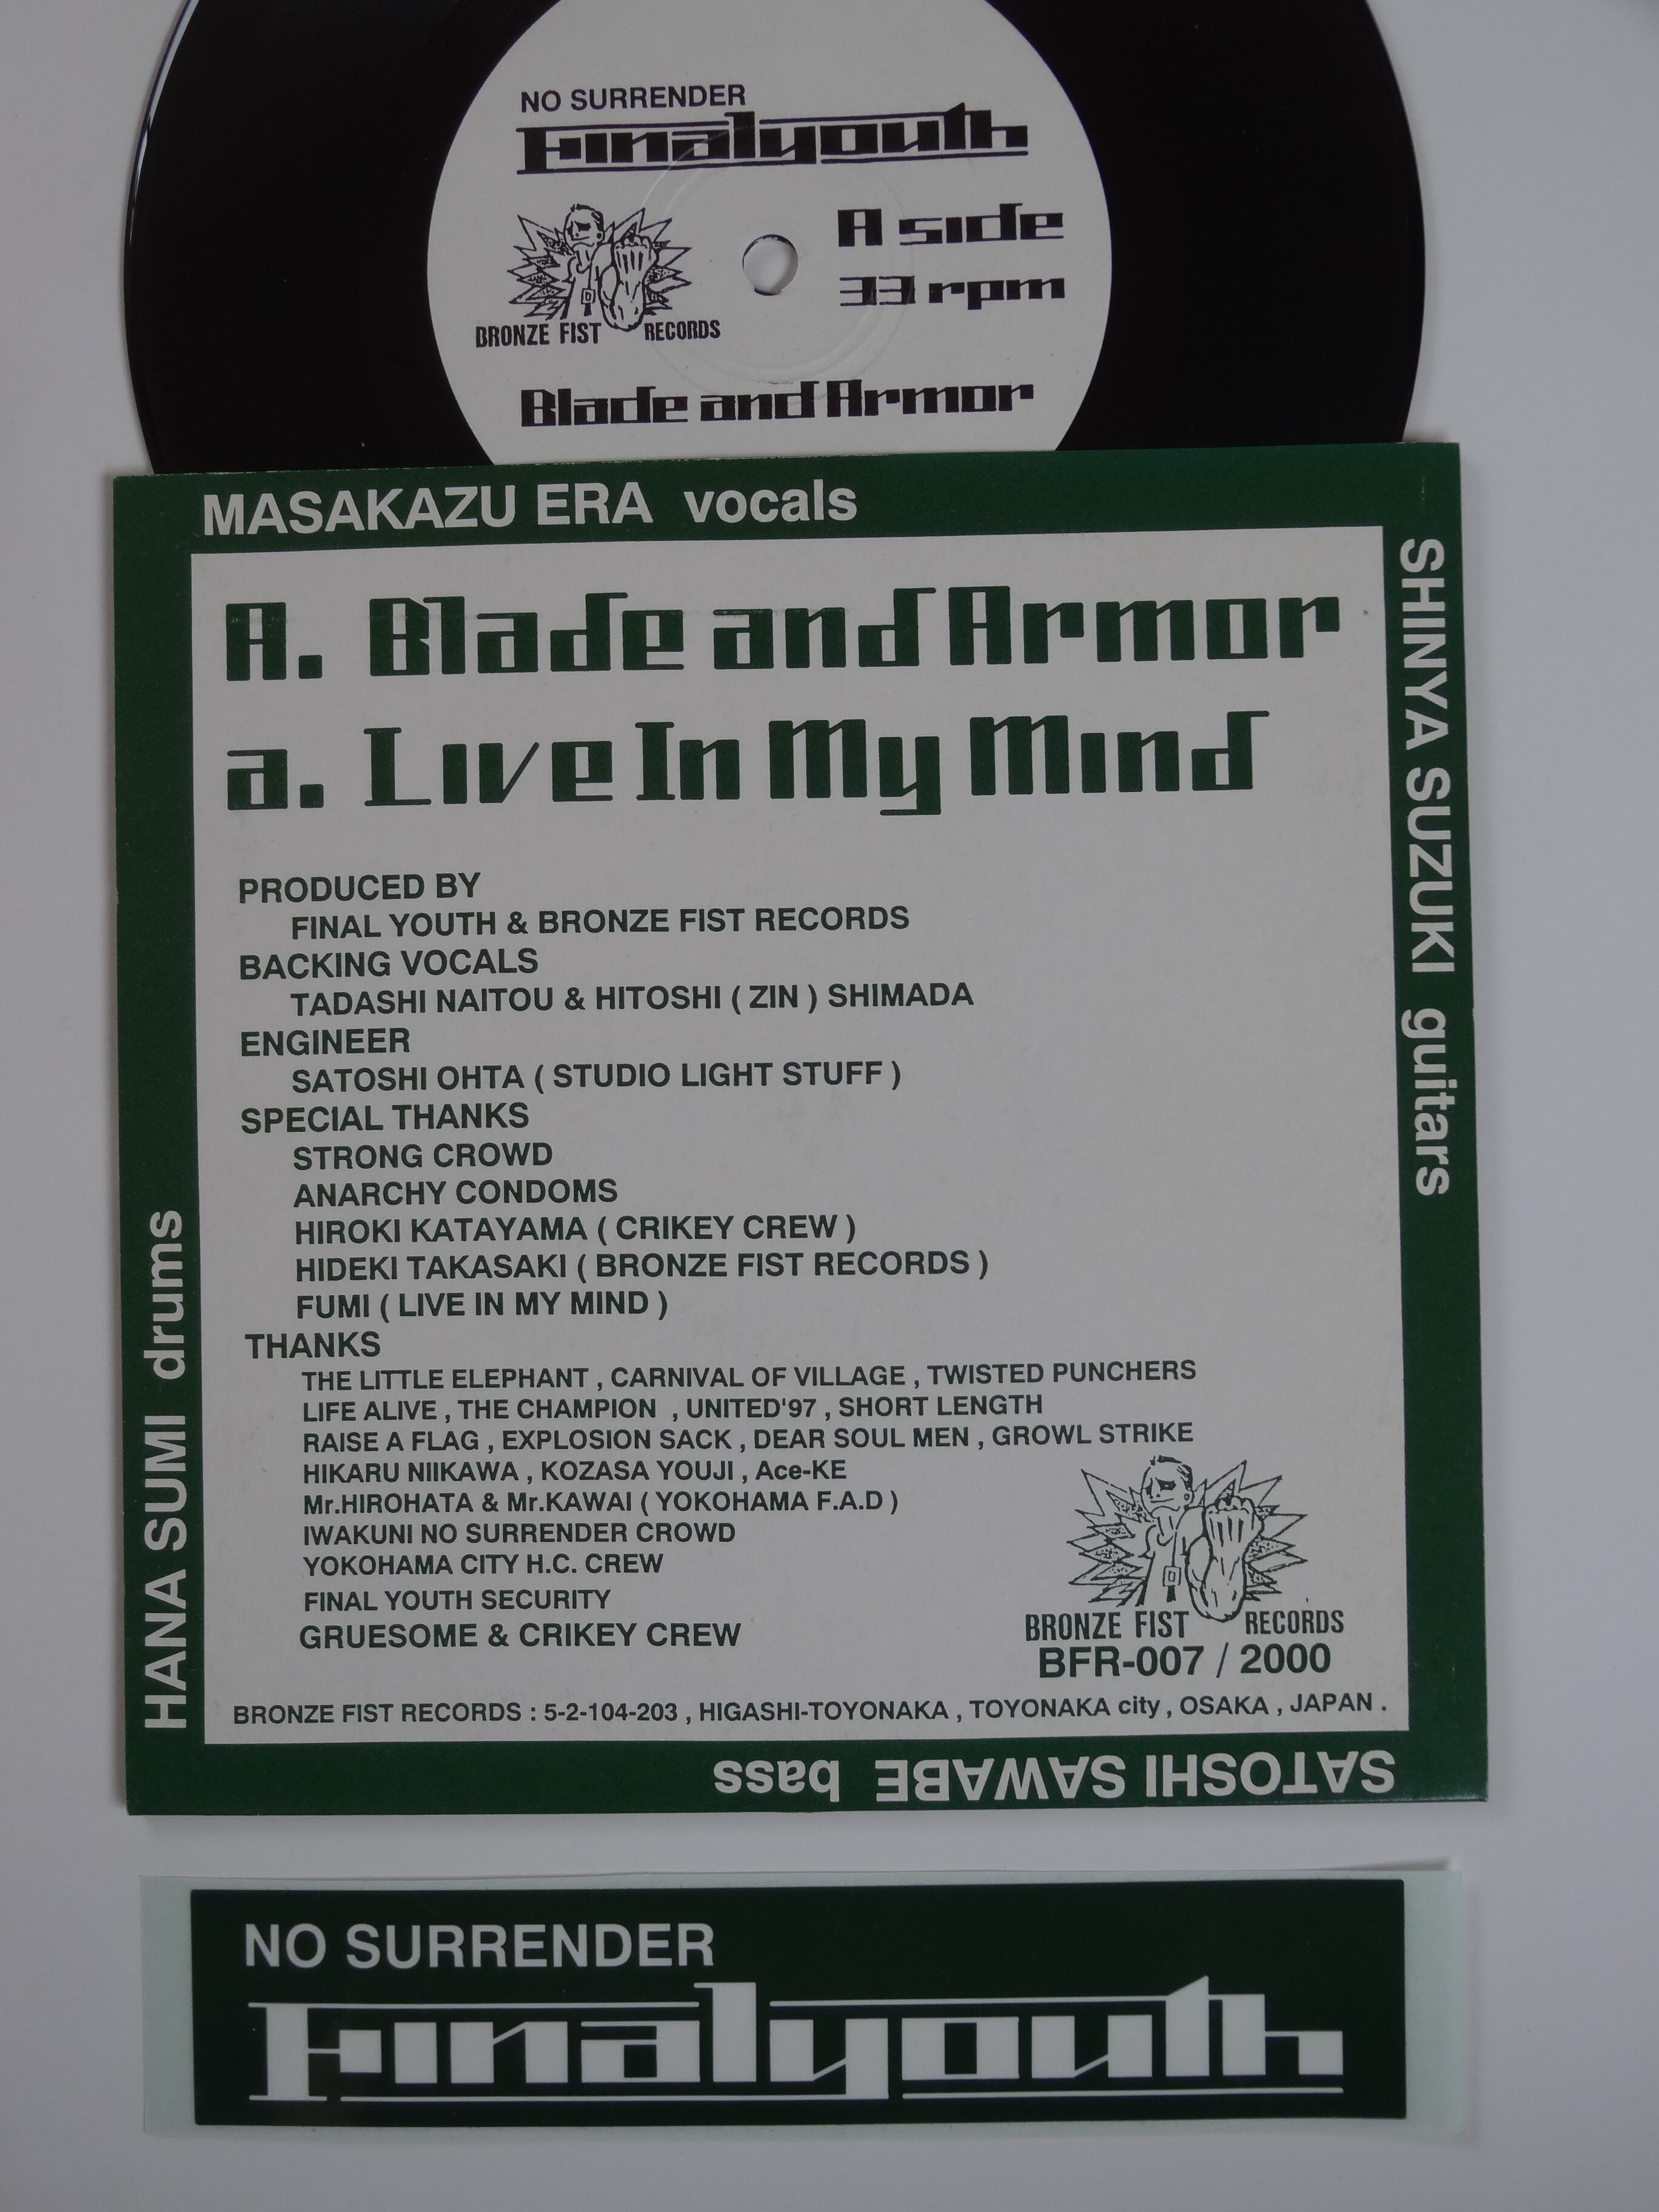 NO SURRENDER
Finalyouth
A side
33 rpm
BRONZE FIST RECORDS
Blade and Armor
MASAKAZU ERA vocals
SHINYA SUZUKI guitars
A. Blade and Armor
a. Live In My Mind
PRODUCED BY
FINAL YOUTH & BRONZE FIST RECORDS
BACKING VOCALS
TADASHI NAITOU & HITOSHI ( ZIN ) SHIMADA
ENGINEER
SATOSHI OHTA ( STUDIO LIGHT STUFF )
SPECIAL THANKS
STRONG CROWD
ANARCHY CONDOMS
HIROKI KATAYAMA ( CRIKEY CREW )
HIDEKI TAKASAKI ( BRONZE FIST RECORDS )
FUMI ( LIVE IN MY MIND )
THANKS
THE LITTLE ELEPHANT , CARNIVAL OF VILLAGE , TWISTED PUNCHERS
LIFE ALIVE , THE CHAMPION , UNITED'97 , SHORT LENGTH
RAISE A FLAG , EXPLOSION SACK , DEAR SOUL MEN , GROWL STRIKE
HIKARU NIIKAWA , KOZASA YOUJI , Ace-KE
Mr.HIROHATA & Mr.KAWAI ( YOKOHAMA F.A.D )
IWAKUNI NO SURRENDER CROWD
YOKOHAMA CITY H.C. CREW
FINAL YOUTH SECURITY
GRUESOME & CRIKEY CREW
BRONZE FIST RECORDS
BFR-007 / 2000
BRONZE FIST RECORDS : 5-2-104-203 , HIGASHI-TOYONAKA , TOYONAKA city , OSAKA , JAPAN .
SATOSHI SAWABE bass
HANA SUMI drums
NO SURRENDER
Finalyouth